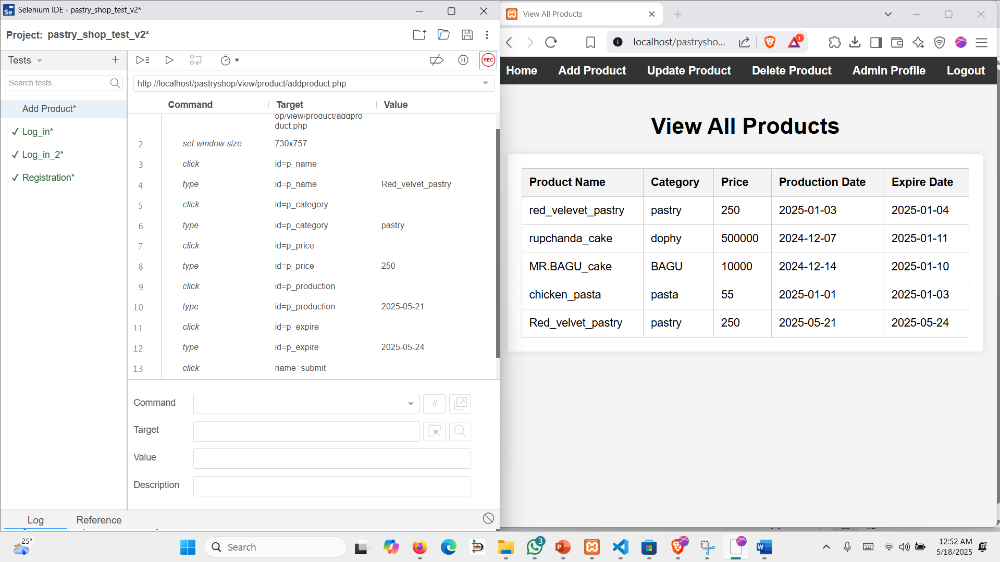 Selenium IDE - pastry_shop_test_v2*
Project: pastry_shop_test_v2*
Tests
Search tests...
Add Product*
✓ Log_in*
✓ Log_in_2*
✓ Registration*
REC
http://localhost/pastryshop/view/product/addproduct.php
Command Target Value
op/view/product/addpro
duct.php
2 set window size 730x757
3 click id=p_name
4 type id=p_name Red_velvet_pastry
5 click id=p_category
6 type id=p_category pastry
7 click id=p_price
8 type id=p_price 250
9 click id=p_production
10 type id=p_production 2025-05-21
11 click id=p_expire
12 type id=p_expire 2025-05-24
13 click name=submit
Command //
Target
Value
Description
Log Reference
View All Products
localhost/pastrysho... 1
Home Add Product Update Product Delete Product Admin Profile Logout
View All Products
Product Name Category Price Production Date Expire Date
red_velevet_pastry pastry 250 2025-01-03 2025-01-04
rupchanda_cake dophy 500000 2024-12-07 2025-01-11
MR.BAGU_cake BAGU 10000 2024-12-14 2025-01-10
chicken_pasta pasta 55 2025-01-01 2025-01-03
Red_velvet_pastry pastry 250 2025-05-21 2025-05-24
25°
Search
3
12:52 AM
5/18/2025